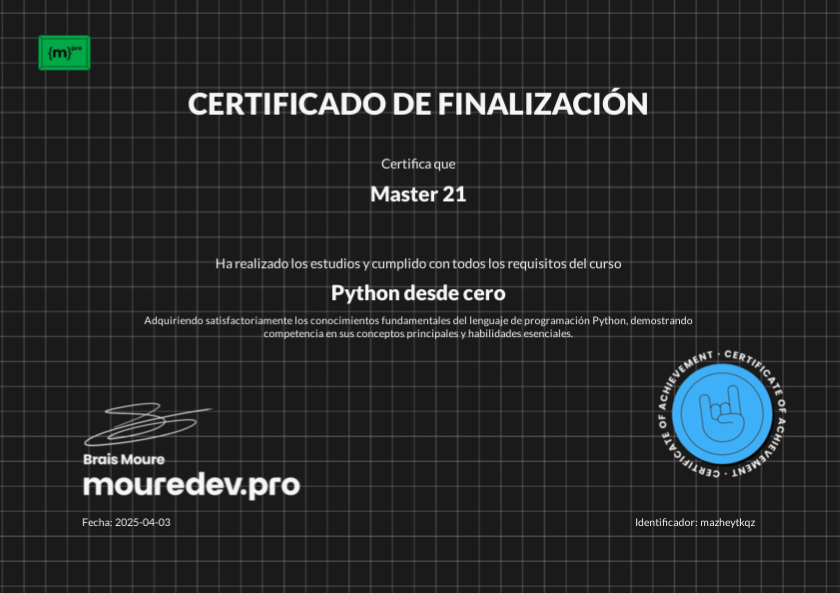 {m}pro
CERTIFICADO DE FINALIZACIÓN
Certifica que
Master 21
Ha realizado los estudios y cumplido con todos los requisitos del curso
Python desde cero
Adquiriendo satisfactoriamente los conocimientos fundamentales del lenguaje de programación Python, demostrando
competencia en sus conceptos principales y habilidades esenciales.
CERTIFICATE OF ACHIEVEMENT · CERTIFICATE OF ACHIEVEMENT ·
Brais Moure
mouredev.pro
Fecha: 2025-04-03
Identificador: mazheytkqz